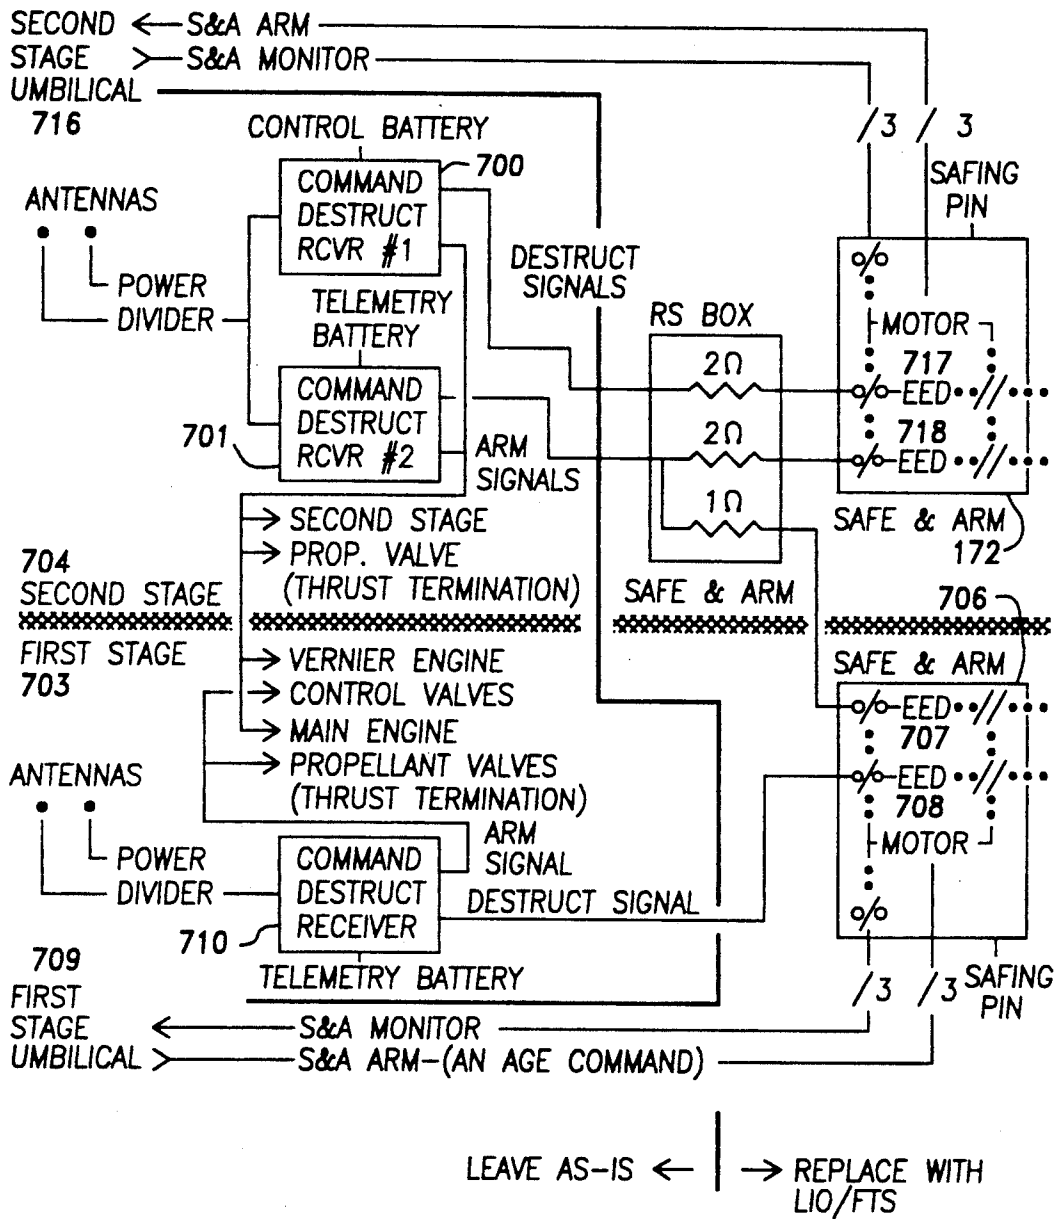 SECOND ← S&A ARM
STAGE > S&A MONITOR
UMBILICAL
716
CONTROL BATTERY
700
/3 / 3
SAFING
PIN
ANTENNAS
COMMAND
DESTRUCT
RCVR #1
POWER
DIVIDER
TELEMETRY
BATTERY
COMMAND
DESTRUCT
RCVR #2
701
DESTRUCT
SIGNALS
ARM
SIGNALS
RS BOX
2Ω
2Ω
1Ω
MOTOR
717
EED
718
EED
SAFE & ARM
172
→ SECOND STAGE
→ PROP. VALVE
(THRUST TERMINATION)
SAFE & ARM
704
SECOND STAGE
706
FIRST STAGE
703
SAFE & ARM
→ VERNIER ENGINE
→ CONTROL VALVES
→ MAIN ENGINE
→ PROPELLANT VALVES
(THRUST TERMINATION)
EED
707
EED
708
MOTOR
ANTENNAS
POWER
DIVIDER
COMMAND
DESTRUCT
RECEIVER
710
ARM
SIGNAL
DESTRUCT SIGNAL
TELEMETRY BATTERY
/3 /3
SAFING
PIN
709
FIRST
STAGE ← S&A MONITOR
UMBILICAL > S&A ARM-(AN AGE COMMAND)
LEAVE AS-IS ← → REPLACE WITH
LIO/FTS